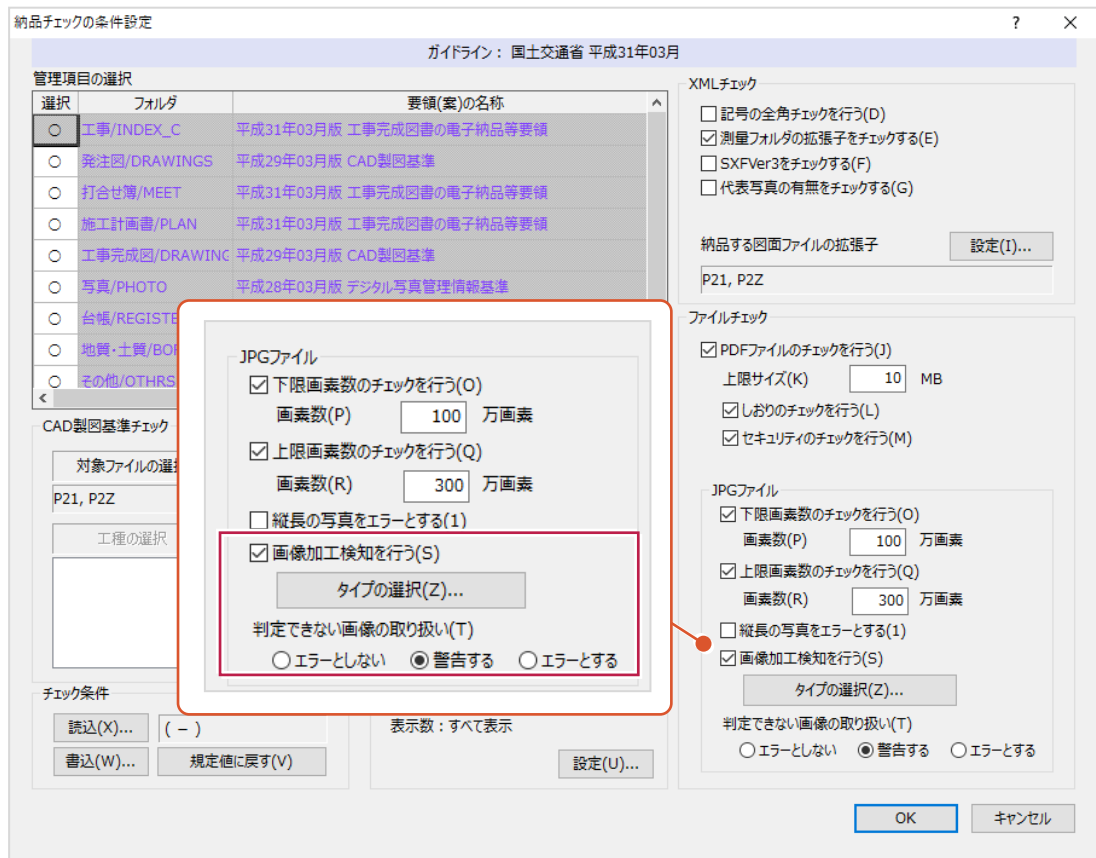 納品チェックの条件設定 ? ×
ガイドライン： 国土交通省 平成31年03月
管理項目の選択
選択 フォルダ 要領(案)の名称
○ 工事/INDEX_C 平成31年03月版 工事完成図書の電子納品等要領
○ 発注図/DRAWINGS 平成29年03月版 CAD製図基準
○ 打合せ簿/MEET 平成31年03月版 工事完成図書の電子納品等要領
○ 施工計画書/PLAN 平成31年03月版 工事完成図書の電子納品等要領
○ 工事完成図/DRAWING 平成29年03月版 CAD製図基準
○ 写真/PHOTO 平成28年03月版 デジタル写真管理情報基準
○ 台帳/REGISTE
○ 地質・土質/BOR
○ その他/OTHRS
CAD製図基準チェック
対象ファイルの選
P21, P2Z
工種の選択
チェック条件
読込(X)... ( − )
書込(W)... 規定値に戻す(V)
表示数：すべて表示
設定(U)...
JPGファイル
下限画素数のチェックを行う(O)
画素数(P) 100 万画素
上限画素数のチェックを行う(Q)
画素数(R) 300 万画素
縦長の写真をエラーとする(1)
画像加工検知を行う(S)
タイプの選択(Z)...
判定できない画像の取り扱い(T)
エラーとしない 警告する エラーとする
XMLチェック
記号の全角チェックを行う(D)
測量フォルダの拡張子をチェックする(E)
SXFVer3をチェックする(F)
代表写真の有無をチェックする(G)
納品する図面ファイルの拡張子 設定(I)...
P21, P2Z
ファイルチェック
PDFファイルのチェックを行う(J)
上限サイズ(K) 10 MB
しおりのチェックを行う(L)
セキュリティのチェックを行う(M)
JPGファイル
下限画素数のチェックを行う(O)
画素数(P) 100 万画素
上限画素数のチェックを行う(Q)
画素数(R) 300 万画素
縦長の写真をエラーとする(1)
画像加工検知を行う(S)
タイプの選択(Z)...
判定できない画像の取り扱い(T)
エラーとしない 警告する エラーとする
OK キャンセル